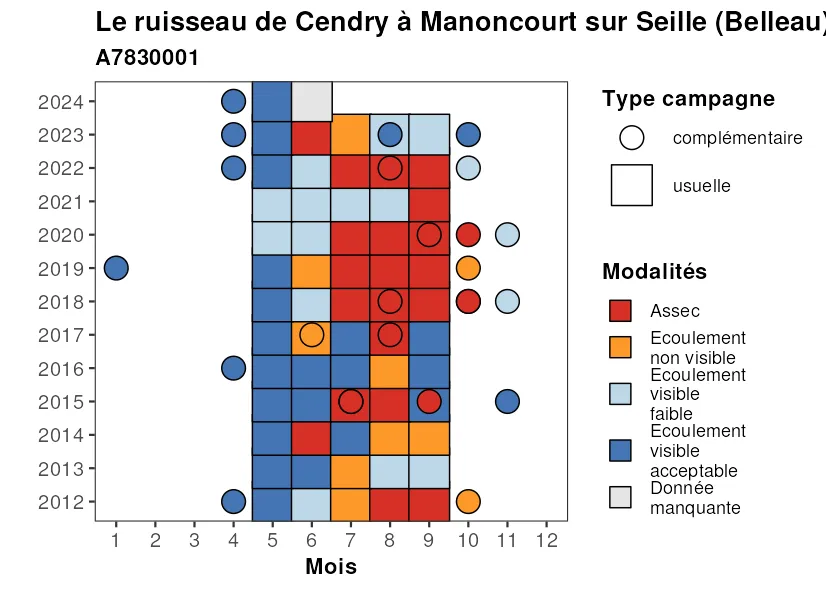 Le ruisseau de Cendry à Manoncourt sur Seille (Belleau)
A7830001
2024
2023
2022
2021
2020
2019
2018
2017
2016
2015
2014
2013
2012
1 2 3 4 5 6 7 8 9 10 11 12
Mois
Type campagne
complémentaire
usuelle
Modalités
Assec
Ecoulement
non visible
Ecoulement
visible
faible
Ecoulement
visible
acceptable
Donnée
manquante